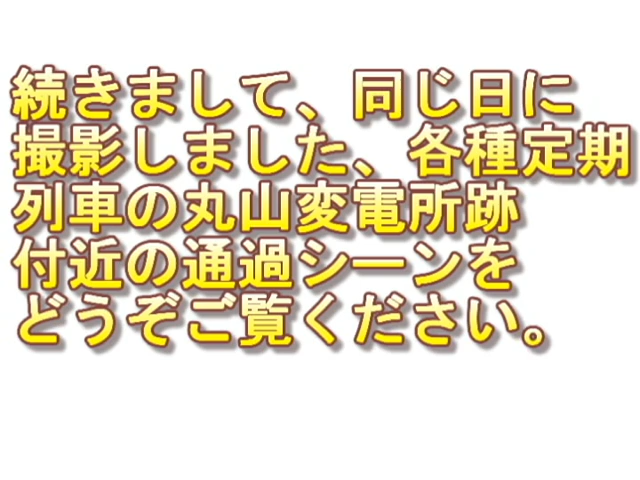 続きまして、同じ日に
撮影しました、各種定期
列車の丸山変電所跡
付近の通過シーンを
どうぞご覧ください。